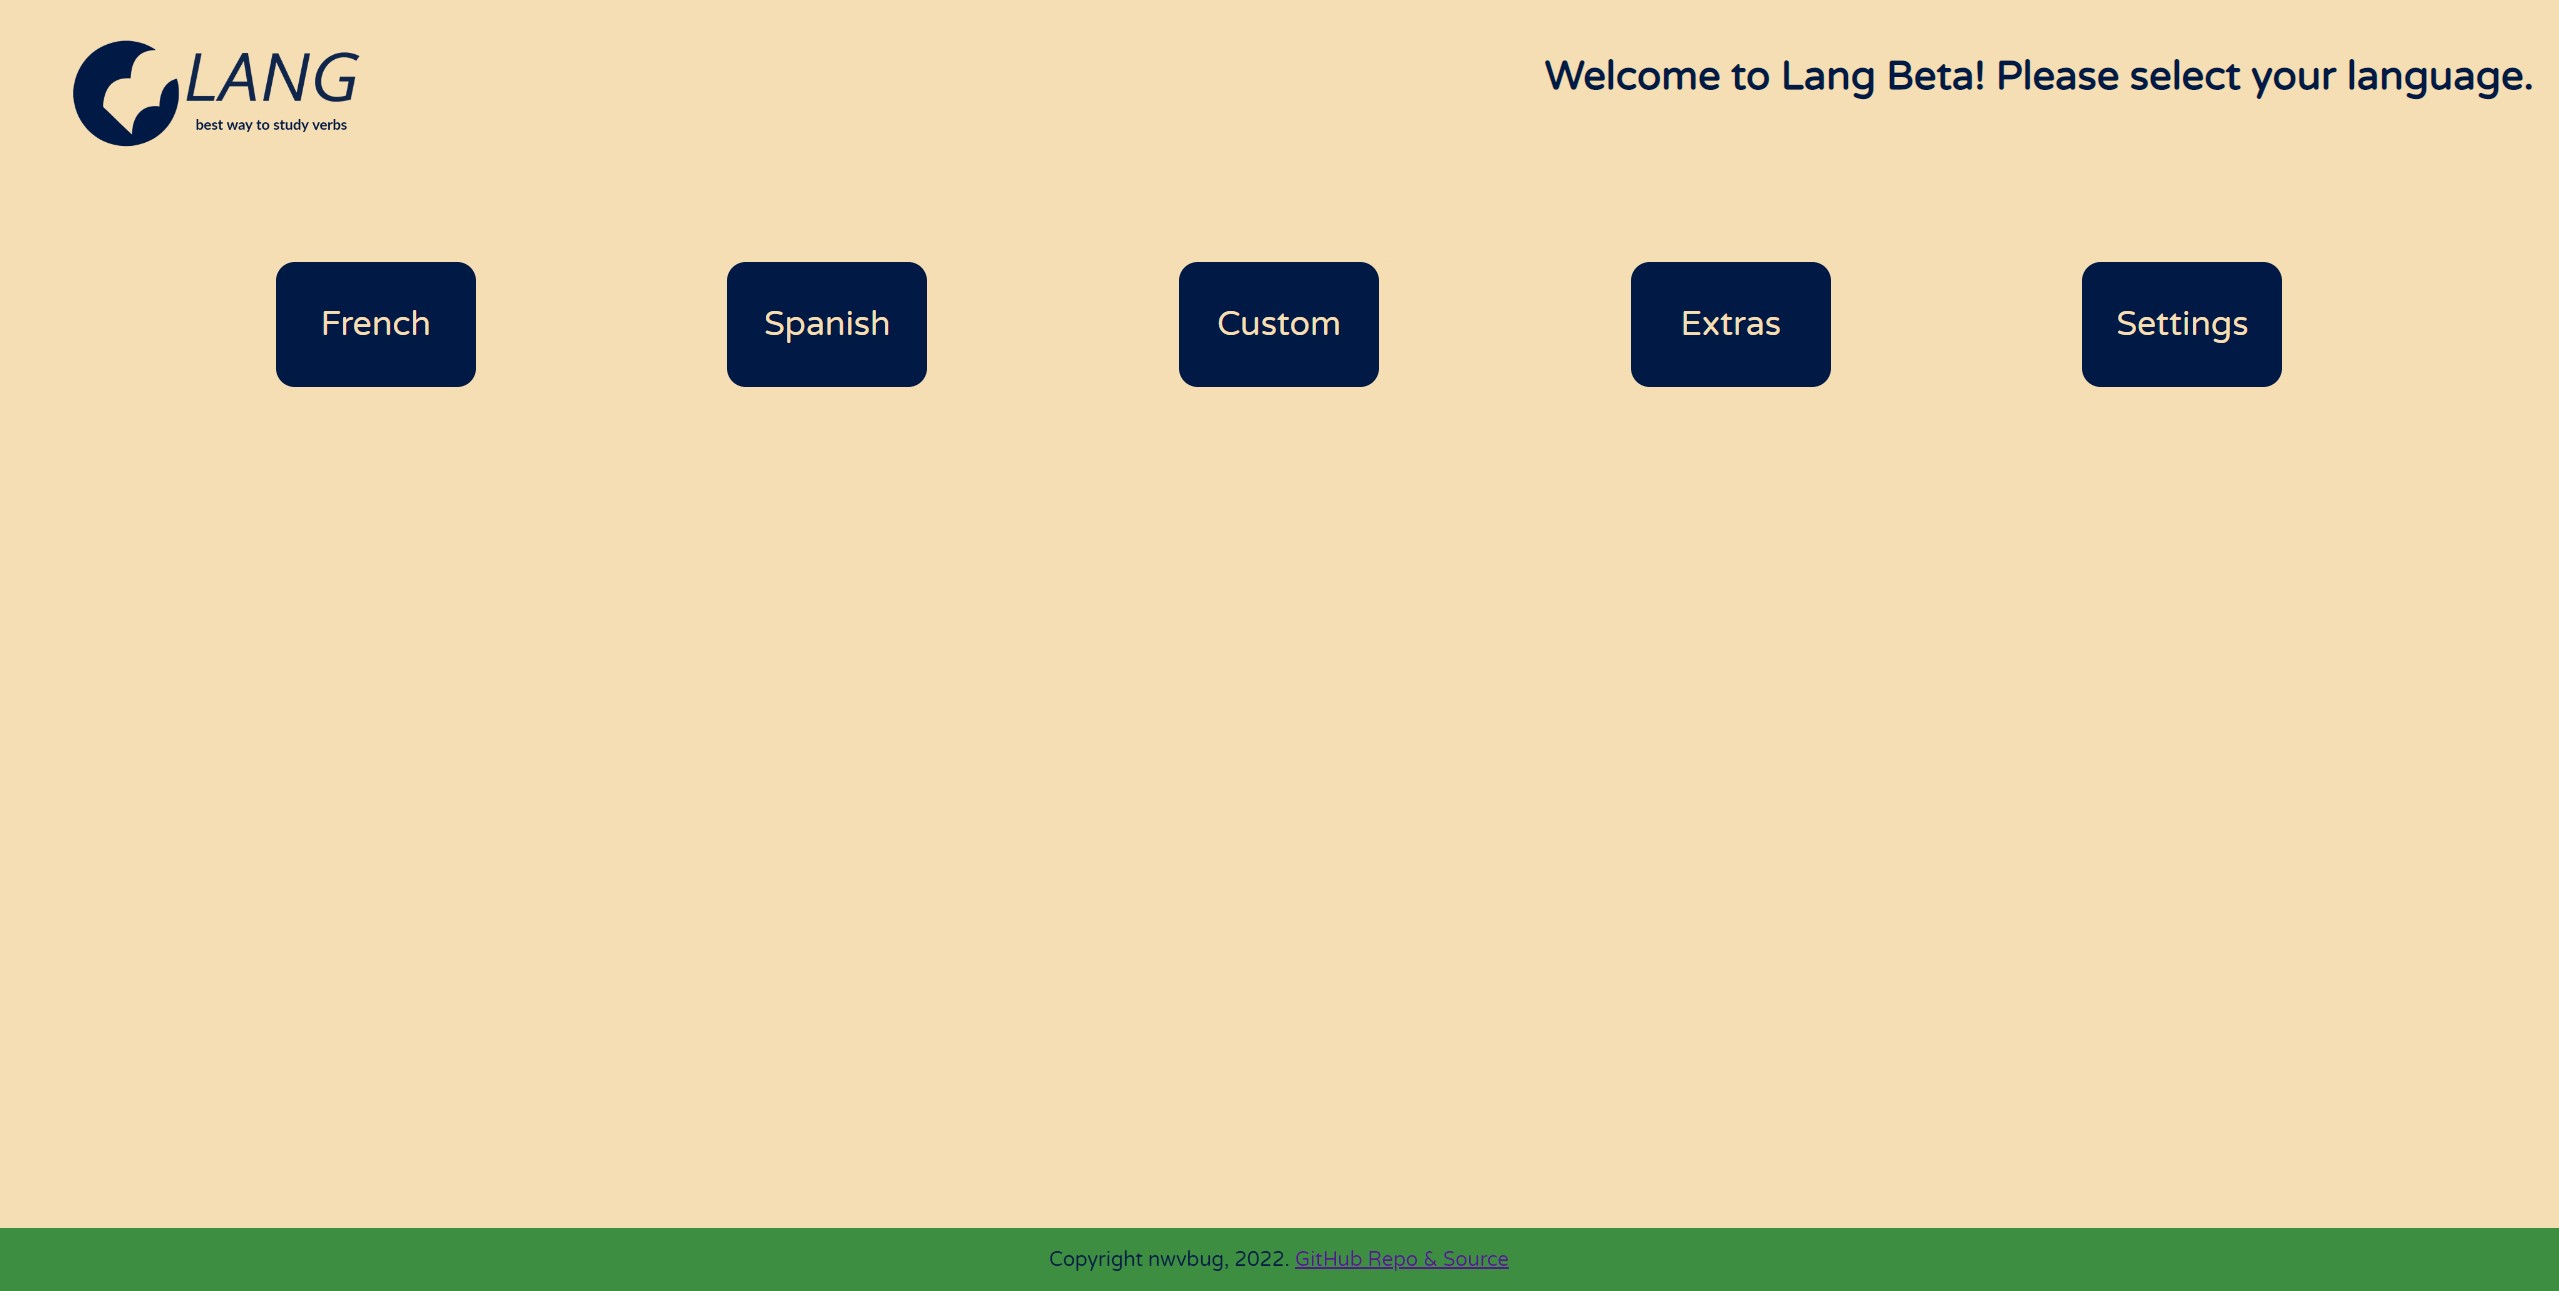 LANG
best way to study verbs
Welcome to Lang Beta! Please select your language.
French
Spanish
Custom
Extras
Settings
Copyright nwvbug, 2022. GitHub Repo & Source